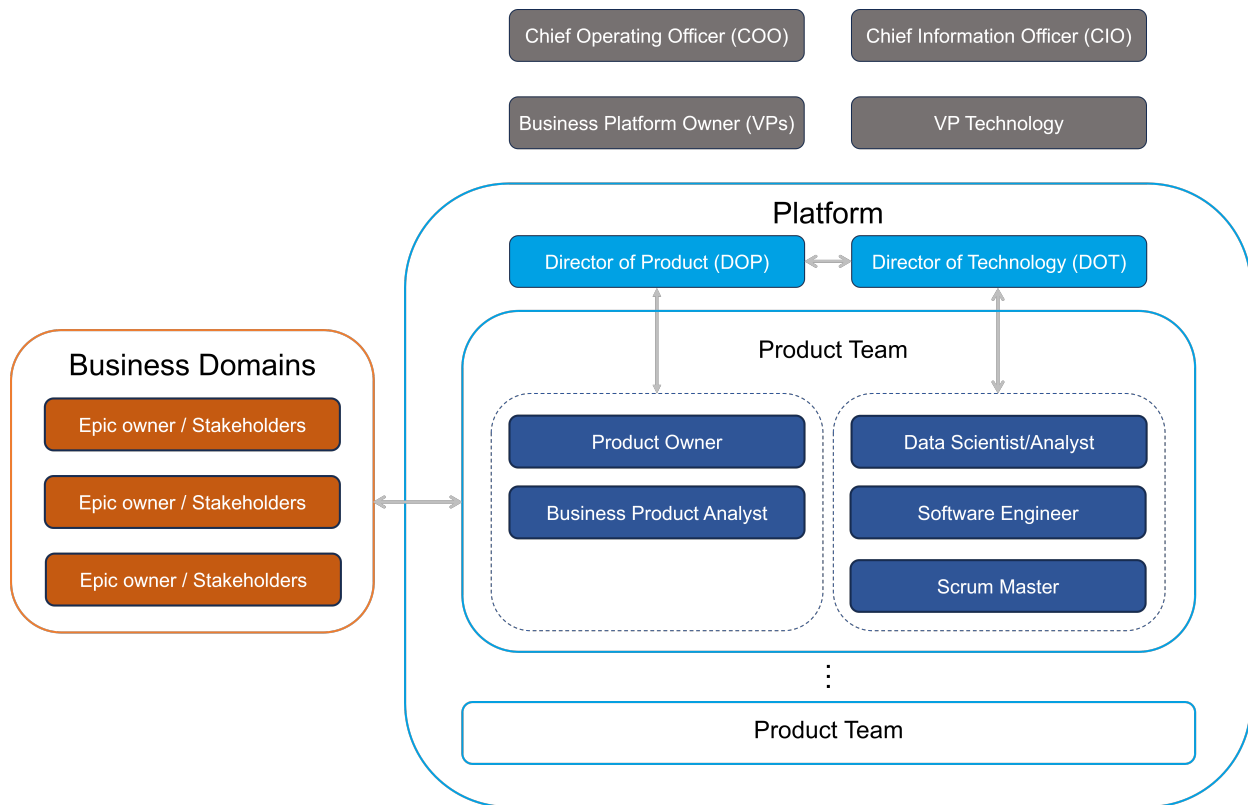 Chief Operating Officer (COO)
Chief Information Officer (CIO)
Business Platform Owner (VPs)
VP Technology
Platform
Director of Product (DOP)
Director of Technology (DOT)
Business Domains
Epic owner / Stakeholders
Epic owner / Stakeholders
Epic owner / Stakeholders
Product Team
Product Owner
Business Product Analyst
Data Scientist/Analyst
Software Engineer
Scrum Master
⋮
Product Team